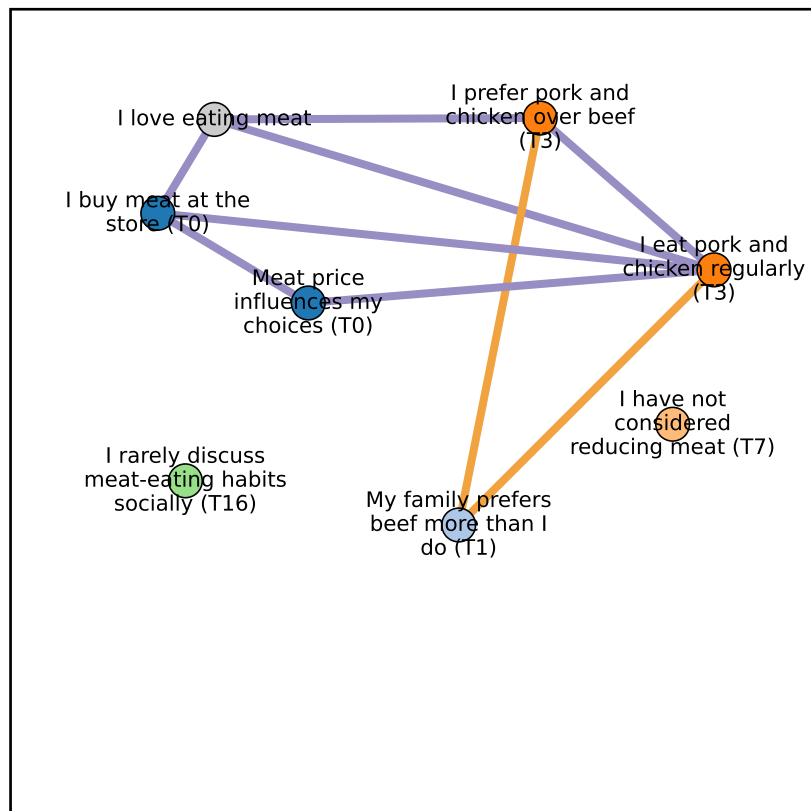 I love eating meat
I prefer pork and
chicken over beef
(T3)
I buy meat at the
store (T0)
I eat pork and
chicken regularly
(T3)
Meat price
influences my
choices (T0)
I have not
considered
reducing meat (T7)
I rarely discuss
meat-eating habits
socially (T16)
My family prefers
beef more than I
do (T1)